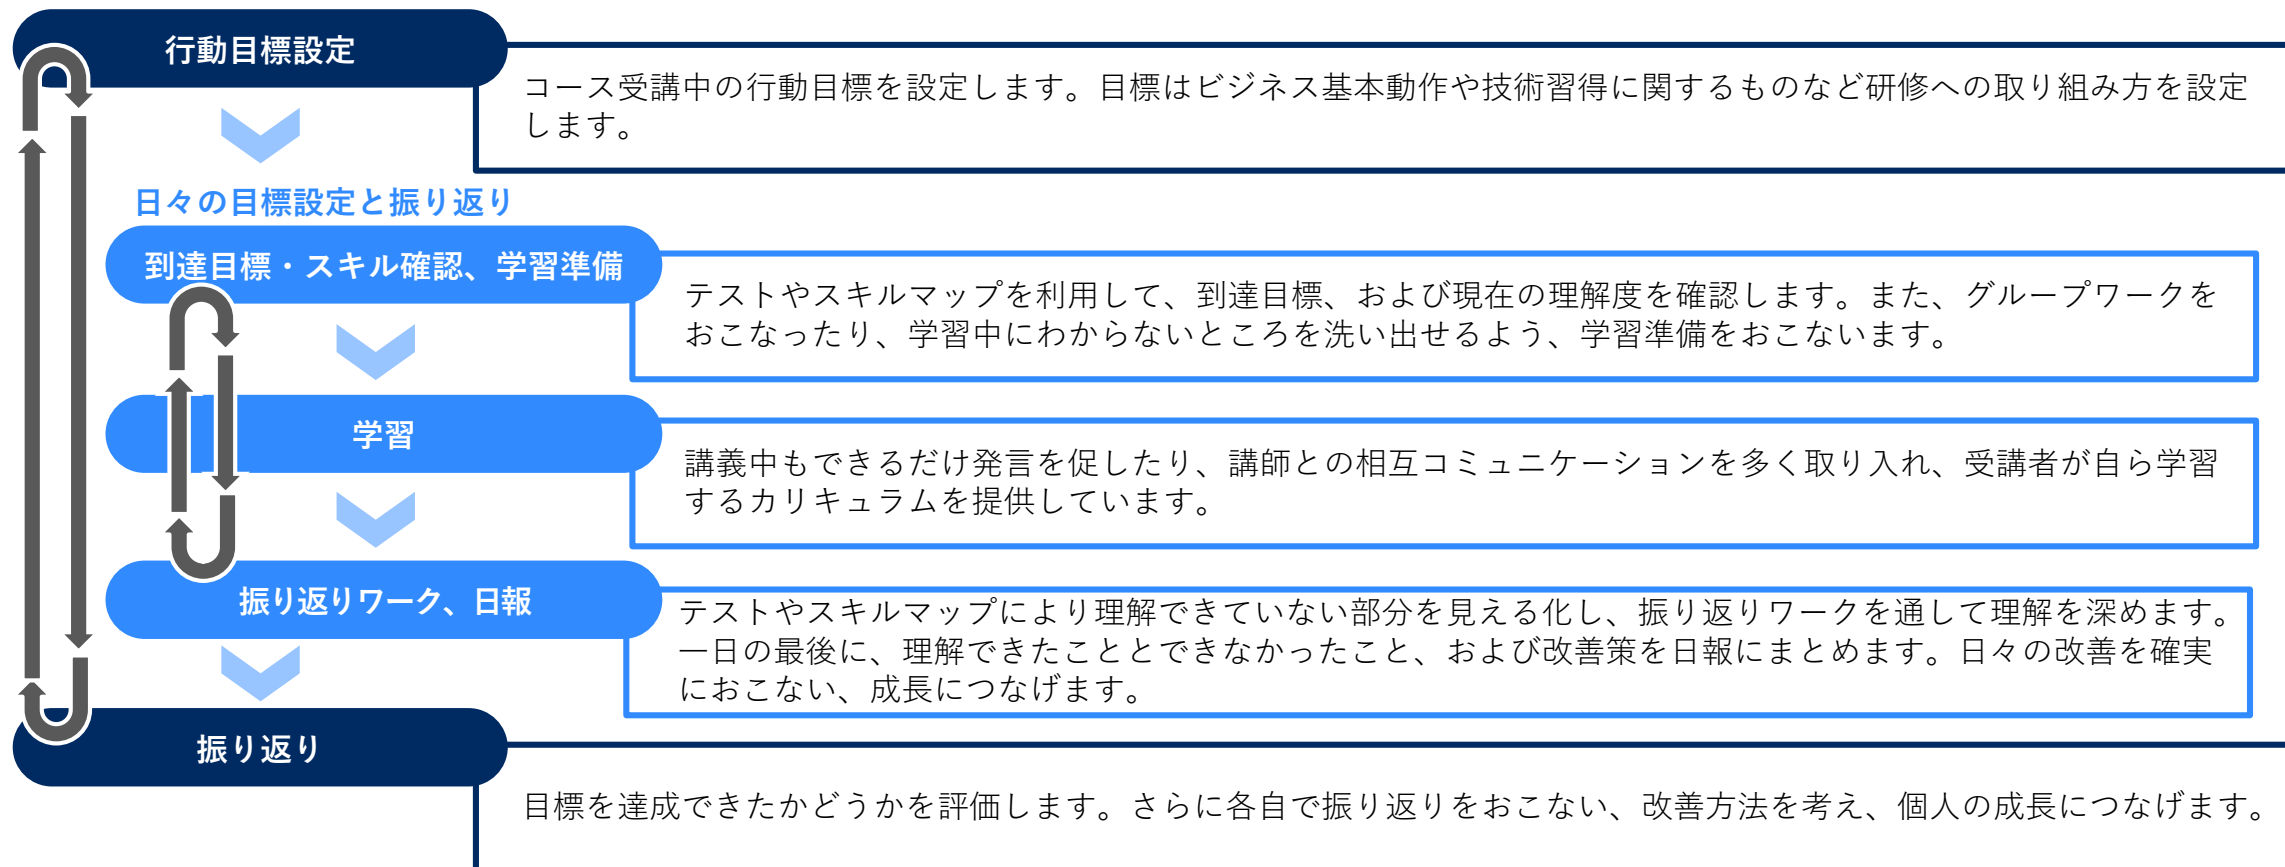 行動目標設定
コース受講中の行動目標を設定します。目標はビジネス基本動作や技術習得に関するものなど研修への取り組み方を設定
します。
日々の目標設定と振り返り
到達目標・スキル確認、学習準備
テストやスキルマップを利用して、到達目標、および現在の理解度を確認します。また、グループワークを
おこなったり、学習中にわからないところを洗い出せるよう、学習準備をおこないます。
学習
講義中もできるだけ発言を促したり、講師との相互コミュニケーションを多く取り入れ、受講者が自ら学習
するカリキュラムを提供しています。
振り返りワーク、日報
テストやスキルマップにより理解できていない部分を見える化し、振り返りワークを通して理解を深めます。
一日の最後に、理解できたこととできなかったこと、および改善策を日報にまとめます。日々の改善を確実
におこない、成長につなげます。
振り返り
目標を達成できたかどうかを評価します。さらに各自で振り返りをおこない、改善方法を考え、個人の成長につなげます。